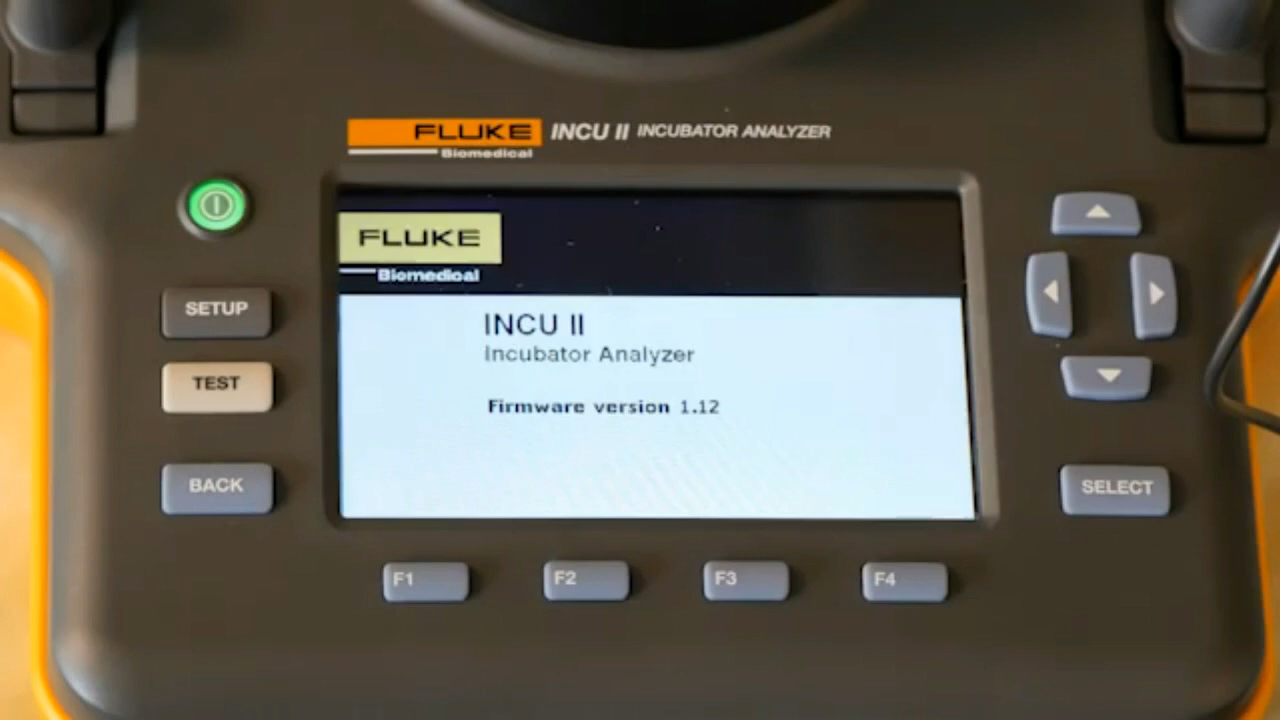 FLUKE INCU II INCUBATOR ANALYZER
Biomedical
FLUKE
Biomedical
INCU II
Incubator Analyzer
Firmware version 1.12
SETUP
TEST
BACK
SELECT
F1 F2 F3 F4